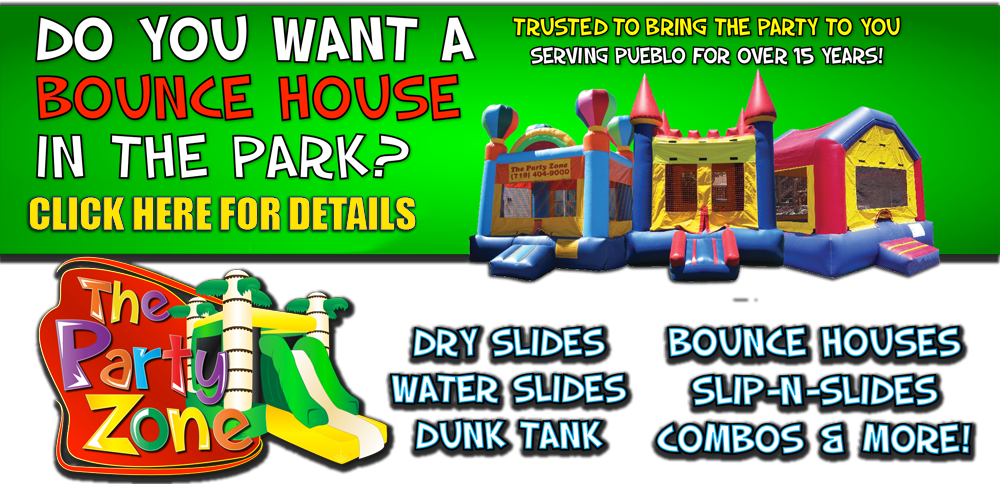 DO YOU WANT A
BOUNCE HOUSE
IN THE PARK?
CLICK HERE FOR DETAILS
TRUSTED TO BRING THE PARTY TO YOU
SERVING PUEBLO FOR OVER 15 YEARS!
The Party Zone
(719) 404-9000
The
Party
Zone
DRY SLIDES
WATER SLIDES
DUNK TANK
BOUNCE HOUSES
SLIP-N-SLIDES
COMBOS & MORE!